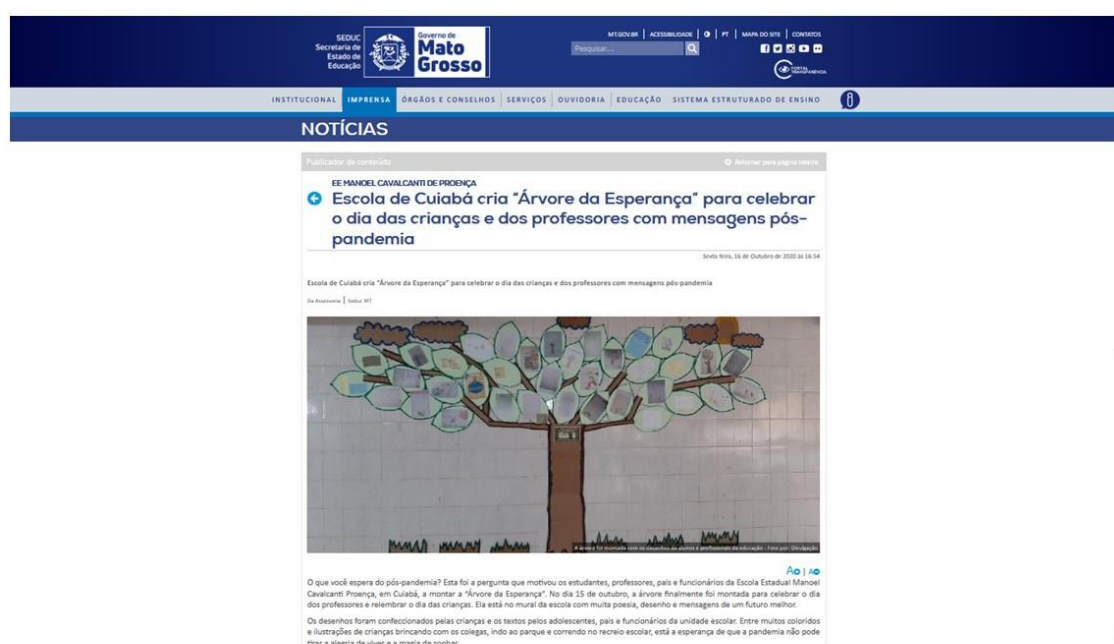 SEDUC
Secretaria de
Estado de
Educação
Governo de
Mato
Grosso
MT.GOV.BR | ACESSIBILIDADE | PT | MAPA DO SITE | CONTATOS
Pesquisar...
PORTAL
TRANSPARÊNCIA
INSTITUCIONAL IMPRENSA ÓRGÃOS E CONSELHOS SERVIÇOS OUVIDORIA EDUCAÇÃO SISTEMA ESTRUTURADO DE ENSINO
NOTÍCIAS
Publicador de conteúdo
Retornar para página inteira
EE MANOEL CAVALCANTI DE PROENÇA
Escola de Cuiabá cria “Árvore da Esperança” para celebrar
o dia das crianças e dos professores com mensagens pós-
pandemia
Sexta-feira, 16 de Outubro de 2020 às 16:54
Escola de Cuiabá cria “Árvore da Esperança” para celebrar o dia das crianças e dos professores com mensagens pós-pandemia
Da Assessoria | Seduc MT
A árvore foi montada com os desenhos de alunos e profissionais da educação - Foto por: Divulgação
A | A
O que você espera do pós-pandemia? Esta foi a pergunta que motivou os estudantes, professores, pais e funcionários da Escola Estadual Manoel
Cavalcanti Proença, em Cuiabá, a montar a “Árvore da Esperança”. No dia 15 de outubro, a árvore finalmente foi montada para celebrar o dia
dos professores e relembrar o dia das crianças. Ela está no mural da escola com muita poesia, desenho e mensagens de um futuro melhor.
Os desenhos foram confeccionados pelas crianças e os textos pelos adolescentes, pais e funcionários da unidade escolar. Entre muitos coloridos
e ilustrações de crianças brincando com os colegas, indo ao parque e correndo no recreio escolar, está a esperança de que a pandemia não pode
tirar a alegria de viver e a magia de sonhar.